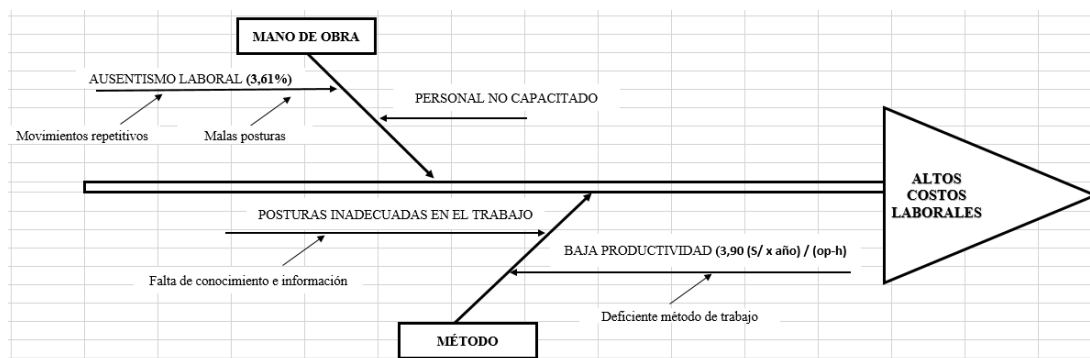 MANO DE OBRA
AUSENTISMO LABORAL (3,61%)
PERSONAL NO CAPACITADO
Movimientos repetitivos
Malas posturas
ALTOS
COSTOS
LABORALES
POSTURAS INADECUADAS EN EL TRABAJO
BAJA PRODUCTIVIDAD (3,90 (S/ x año) / (op-h)
Falta de conocimiento e información
Deficiente método de trabajo
MÉTODO